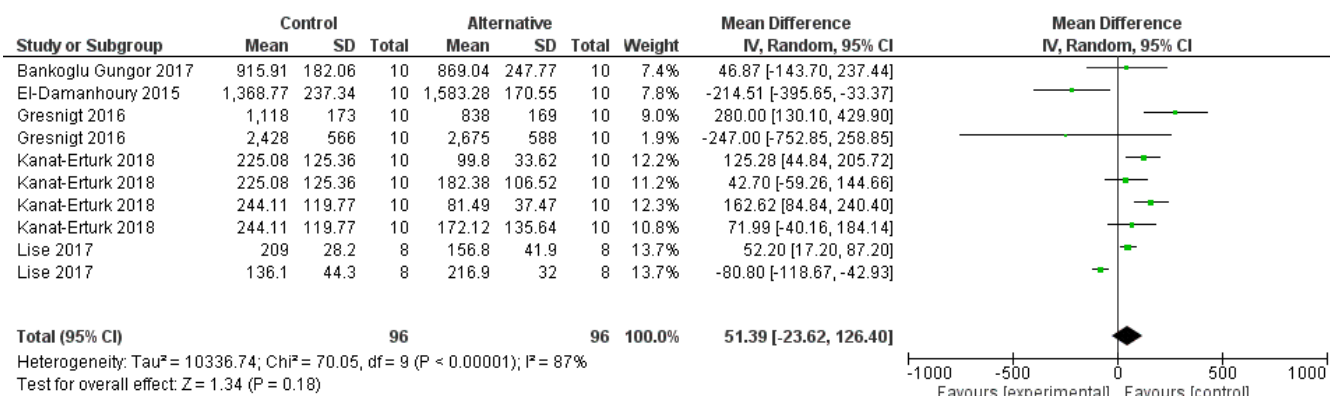 Control Alternative Mean Difference Mean Difference
Study or Subgroup Mean SD Total Mean SD Total Weight IV, Random, 95% CI IV, Random, 95% CI
Bankoglu Gungor 2017 915.91 182.06 10 869.04 247.77 10 7.4% 46.87 [-143.70, 237.44]
El-Damanhoury 2015 1,368.77 237.34 10 1,583.28 170.55 10 7.8% -214.51 [-395.65, -33.37]
Gresnigt 2016 1,118 173 10 838 169 10 9.0% 280.00 [130.10, 429.90]
Gresnigt 2016 2,428 566 10 2,675 588 10 1.9% -247.00 [-752.85, 258.85]
Kanat-Erturk 2018 225.08 125.36 10 99.8 33.62 10 12.2% 125.28 [44.84, 205.72]
Kanat-Erturk 2018 225.08 125.36 10 182.38 106.52 10 11.2% 42.70 [-59.26, 144.66]
Kanat-Erturk 2018 244.11 119.77 10 81.49 37.47 10 12.3% 162.62 [84.84, 240.40]
Kanat-Erturk 2018 244.11 119.77 10 172.12 135.64 10 10.8% 71.99 [-40.16, 184.14]
Lise 2017 209 28.2 8 156.8 41.9 8 13.7% 52.20 [17.20, 87.20]
Lise 2017 136.1 44.3 8 216.9 32 8 13.7% -80.80 [-118.67, -42.93]
Total (95% CI) 96 96 100.0% 51.39 [-23.62, 126.40]
Heterogeneity: Tau² = 10336.74; Chi² = 70.05, df = 9 (P < 0.00001); I² = 87%
Test for overall effect: Z = 1.34 (P = 0.18)
-1000 -500 0 500 1000
Favours [experimental] Favours [control]